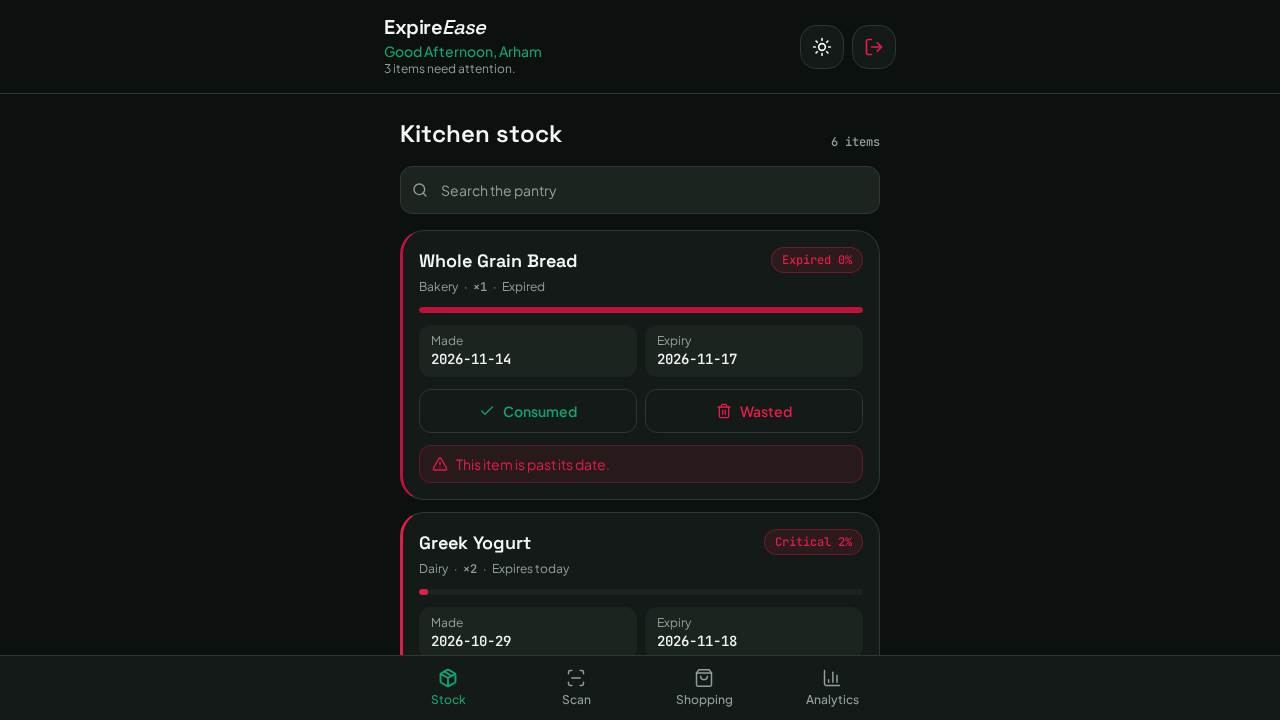 ExpireEase
Good Afternoon, Arham
3 items need attention.
Kitchen stock
6 items
Search the pantry
Whole Grain Bread
Expired 0%
Bakery · ×1 · Expired
Made
2026-11-14
Expiry
2026-11-17
Consumed
Wasted
This item is past its date.
Greek Yogurt
Critical 2%
Dairy · ×2 · Expires today
Made
2026-10-29
Expiry
2026-11-18
Stock
Scan
Shopping
Analytics